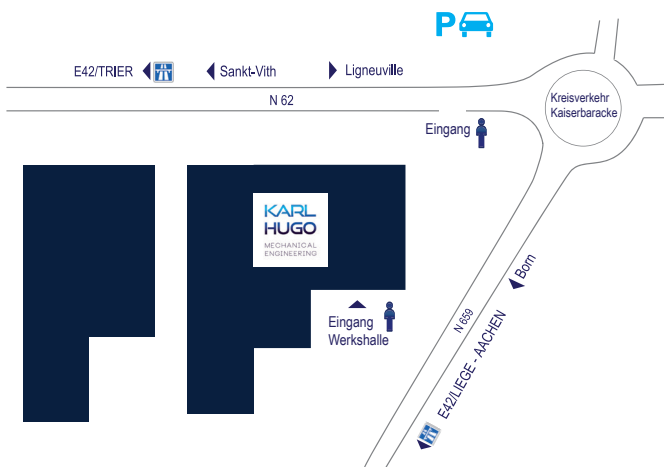 P
E42/TRIER
Sankt-Vith
Ligneuville
N 62
Kreisverkehr
Kaiserbaracke
Eingang
KARL
HUGO
MECHANICAL
ENGINEERING
Born
Eingang
Werkshalle
N 659
E42/LIEGE - AACHEN